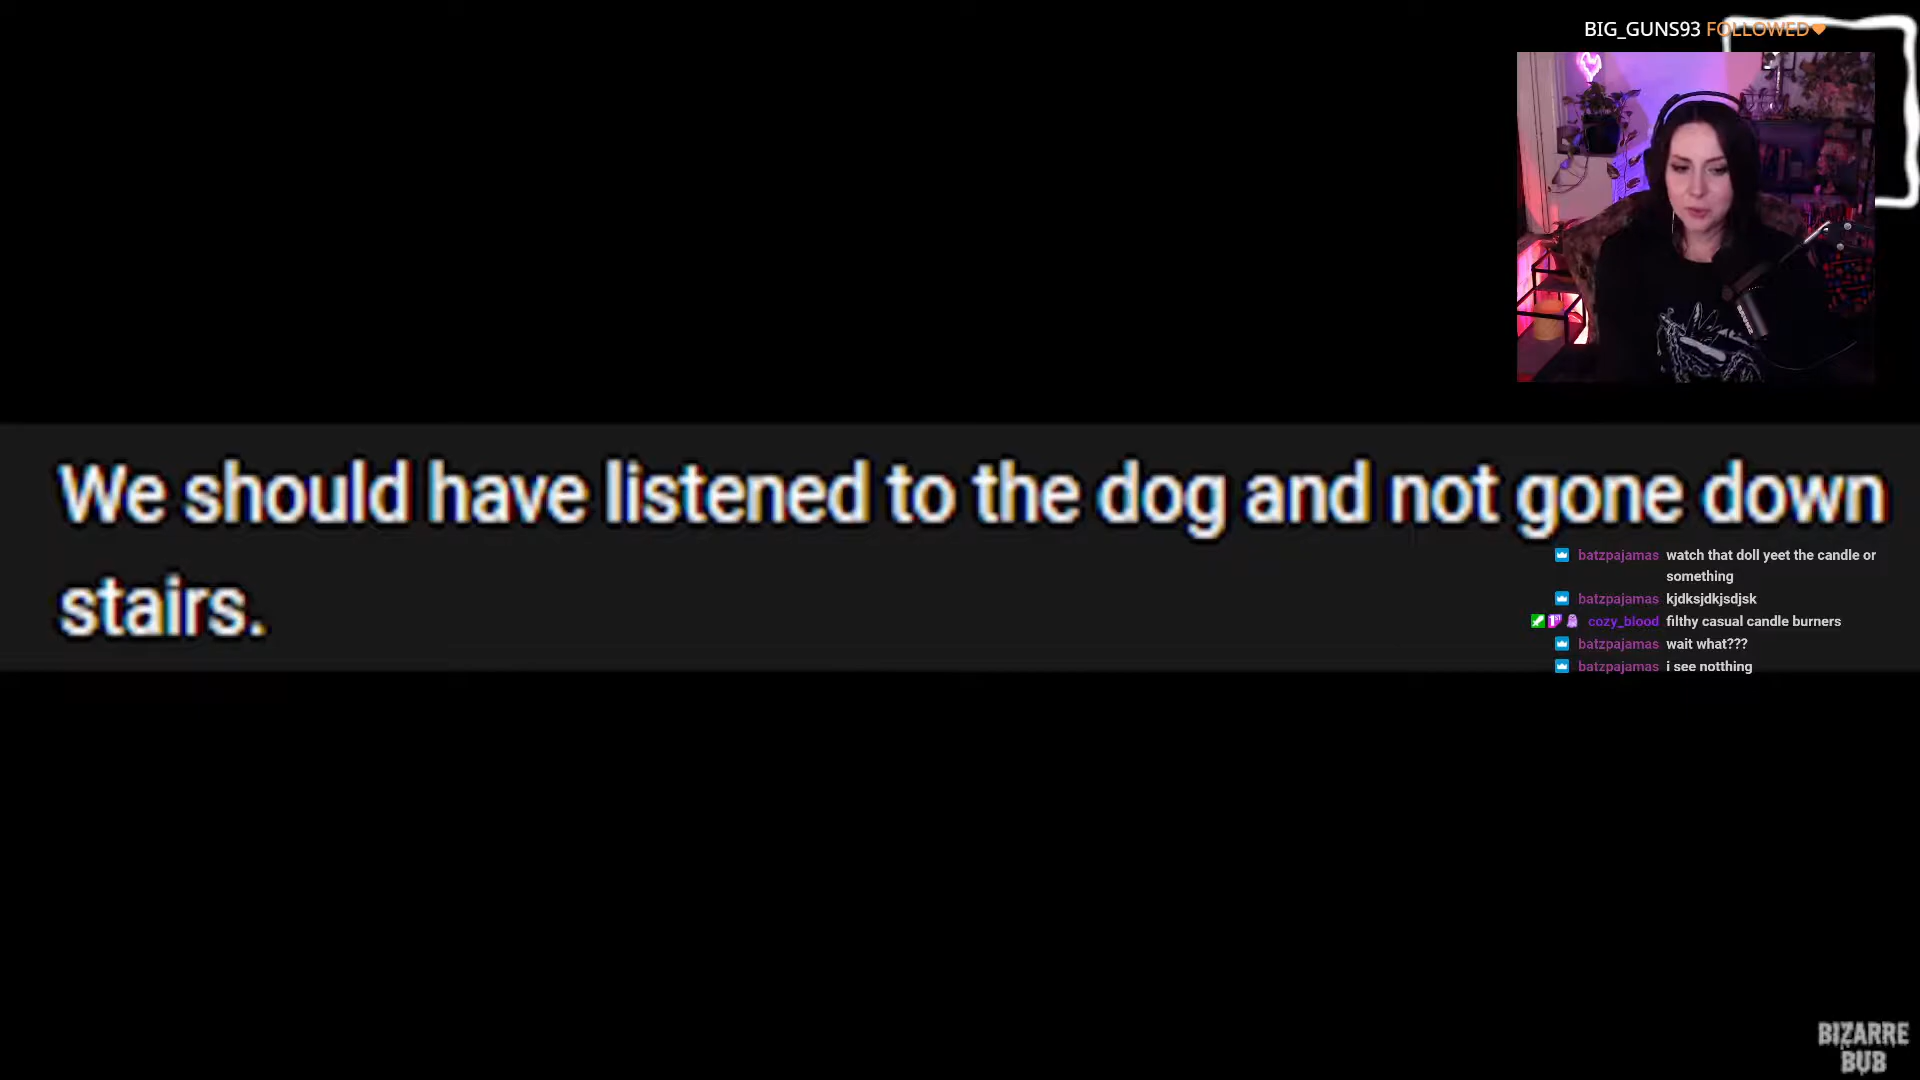 BIG_GUNS93 FOLLOWED
We should have listened to the dog and not gone down
stairs.
batzpajamas watch that doll yeet the candle or
something
batzpajamas kjdksjdkjsdjsk
cozy_blood filthy casual candle burners
batzpajamas wait what???
batzpajamas i see notthing
BIZARRE
BUB